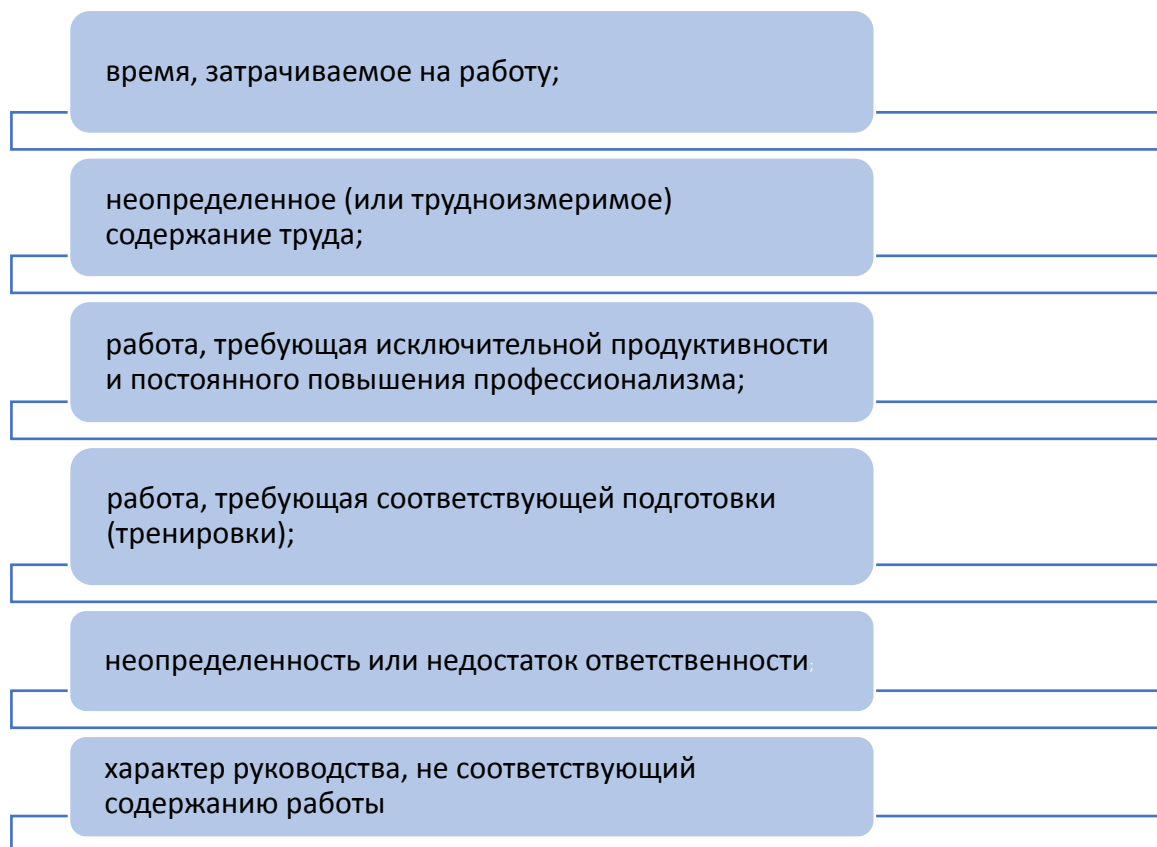 время, затрачиваемое на работу;
неопределенное (или трудноизмеримое)
содержание труда;
работа, требующая исключительной продуктивности
и постоянного повышения профессионализма;
работа, требующая соответствующей подготовки
(тренировки);
неопределенность или недостаток ответственности;
характер руководства, не соответствующий
содержанию работы